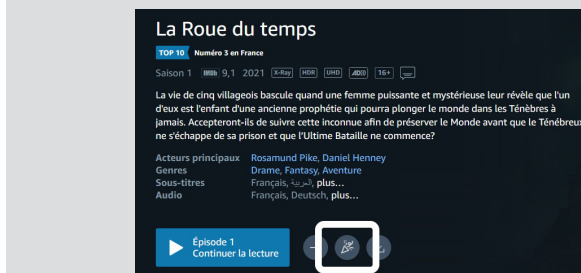 La Roue du temps
TOP 10 Numéro 3 en France
Saison 1 IMDb 9,1 2021 X-Ray HDR UHD AD)) 16+
La vie de cinq villageois bascule quand une femme puissante et mystérieuse leur révèle que l'un
d'eux est l'enfant d'une ancienne prophétie qui pourra plonger le monde dans les Ténèbres à
jamais. Accepteront-ils de suivre cette inconnue afin de préserver le Monde avant que le Ténébreux
ne s'échappe de sa prison et que l'Ultime Bataille ne commence?
Acteurs principaux Rosamund Pike, Daniel Henney
Genres Drame, Fantasy, Aventure
Sous-titres Français, العربية, plus...
Audio Français, Deutsch, plus...
Épisode 1
Continuer la lecture